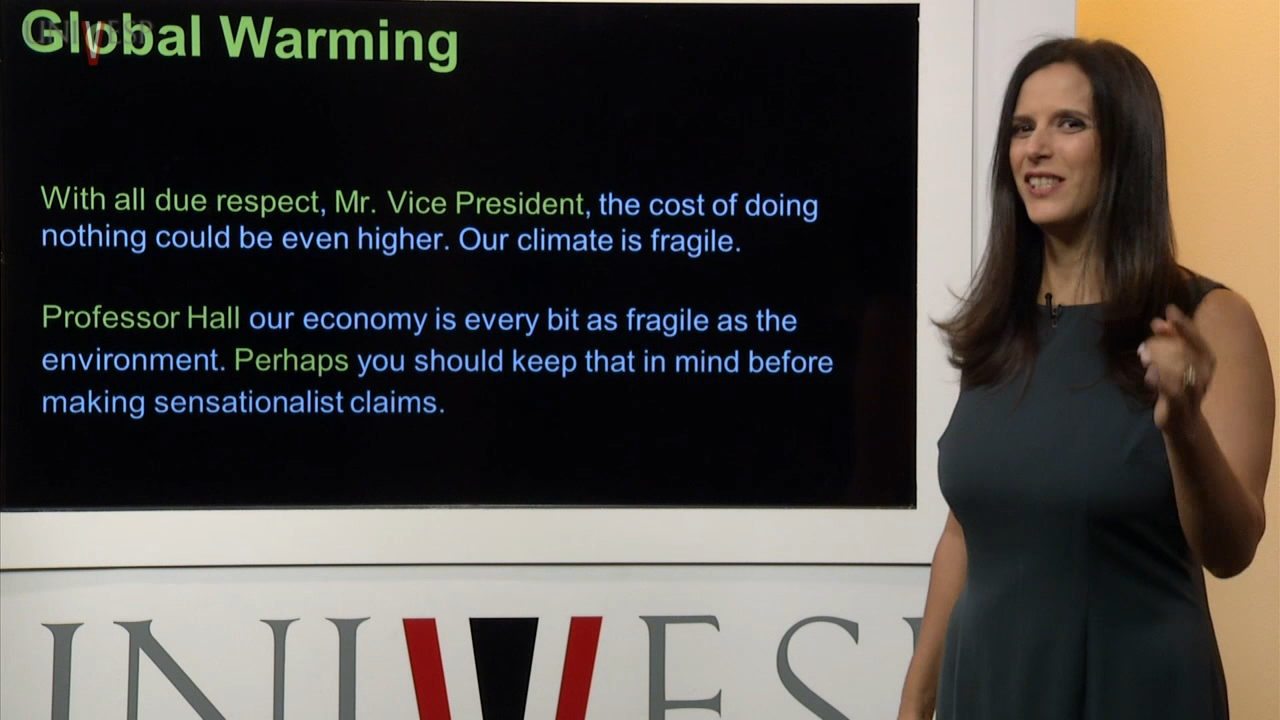 UNIVESP
Global Warming
With all due respect, Mr. Vice President, the cost of doing
nothing could be even higher. Our climate is fragile.
Professor Hall our economy is every bit as fragile as the
environment. Perhaps you should keep that in mind before
making sensationalist claims.
UNIVES